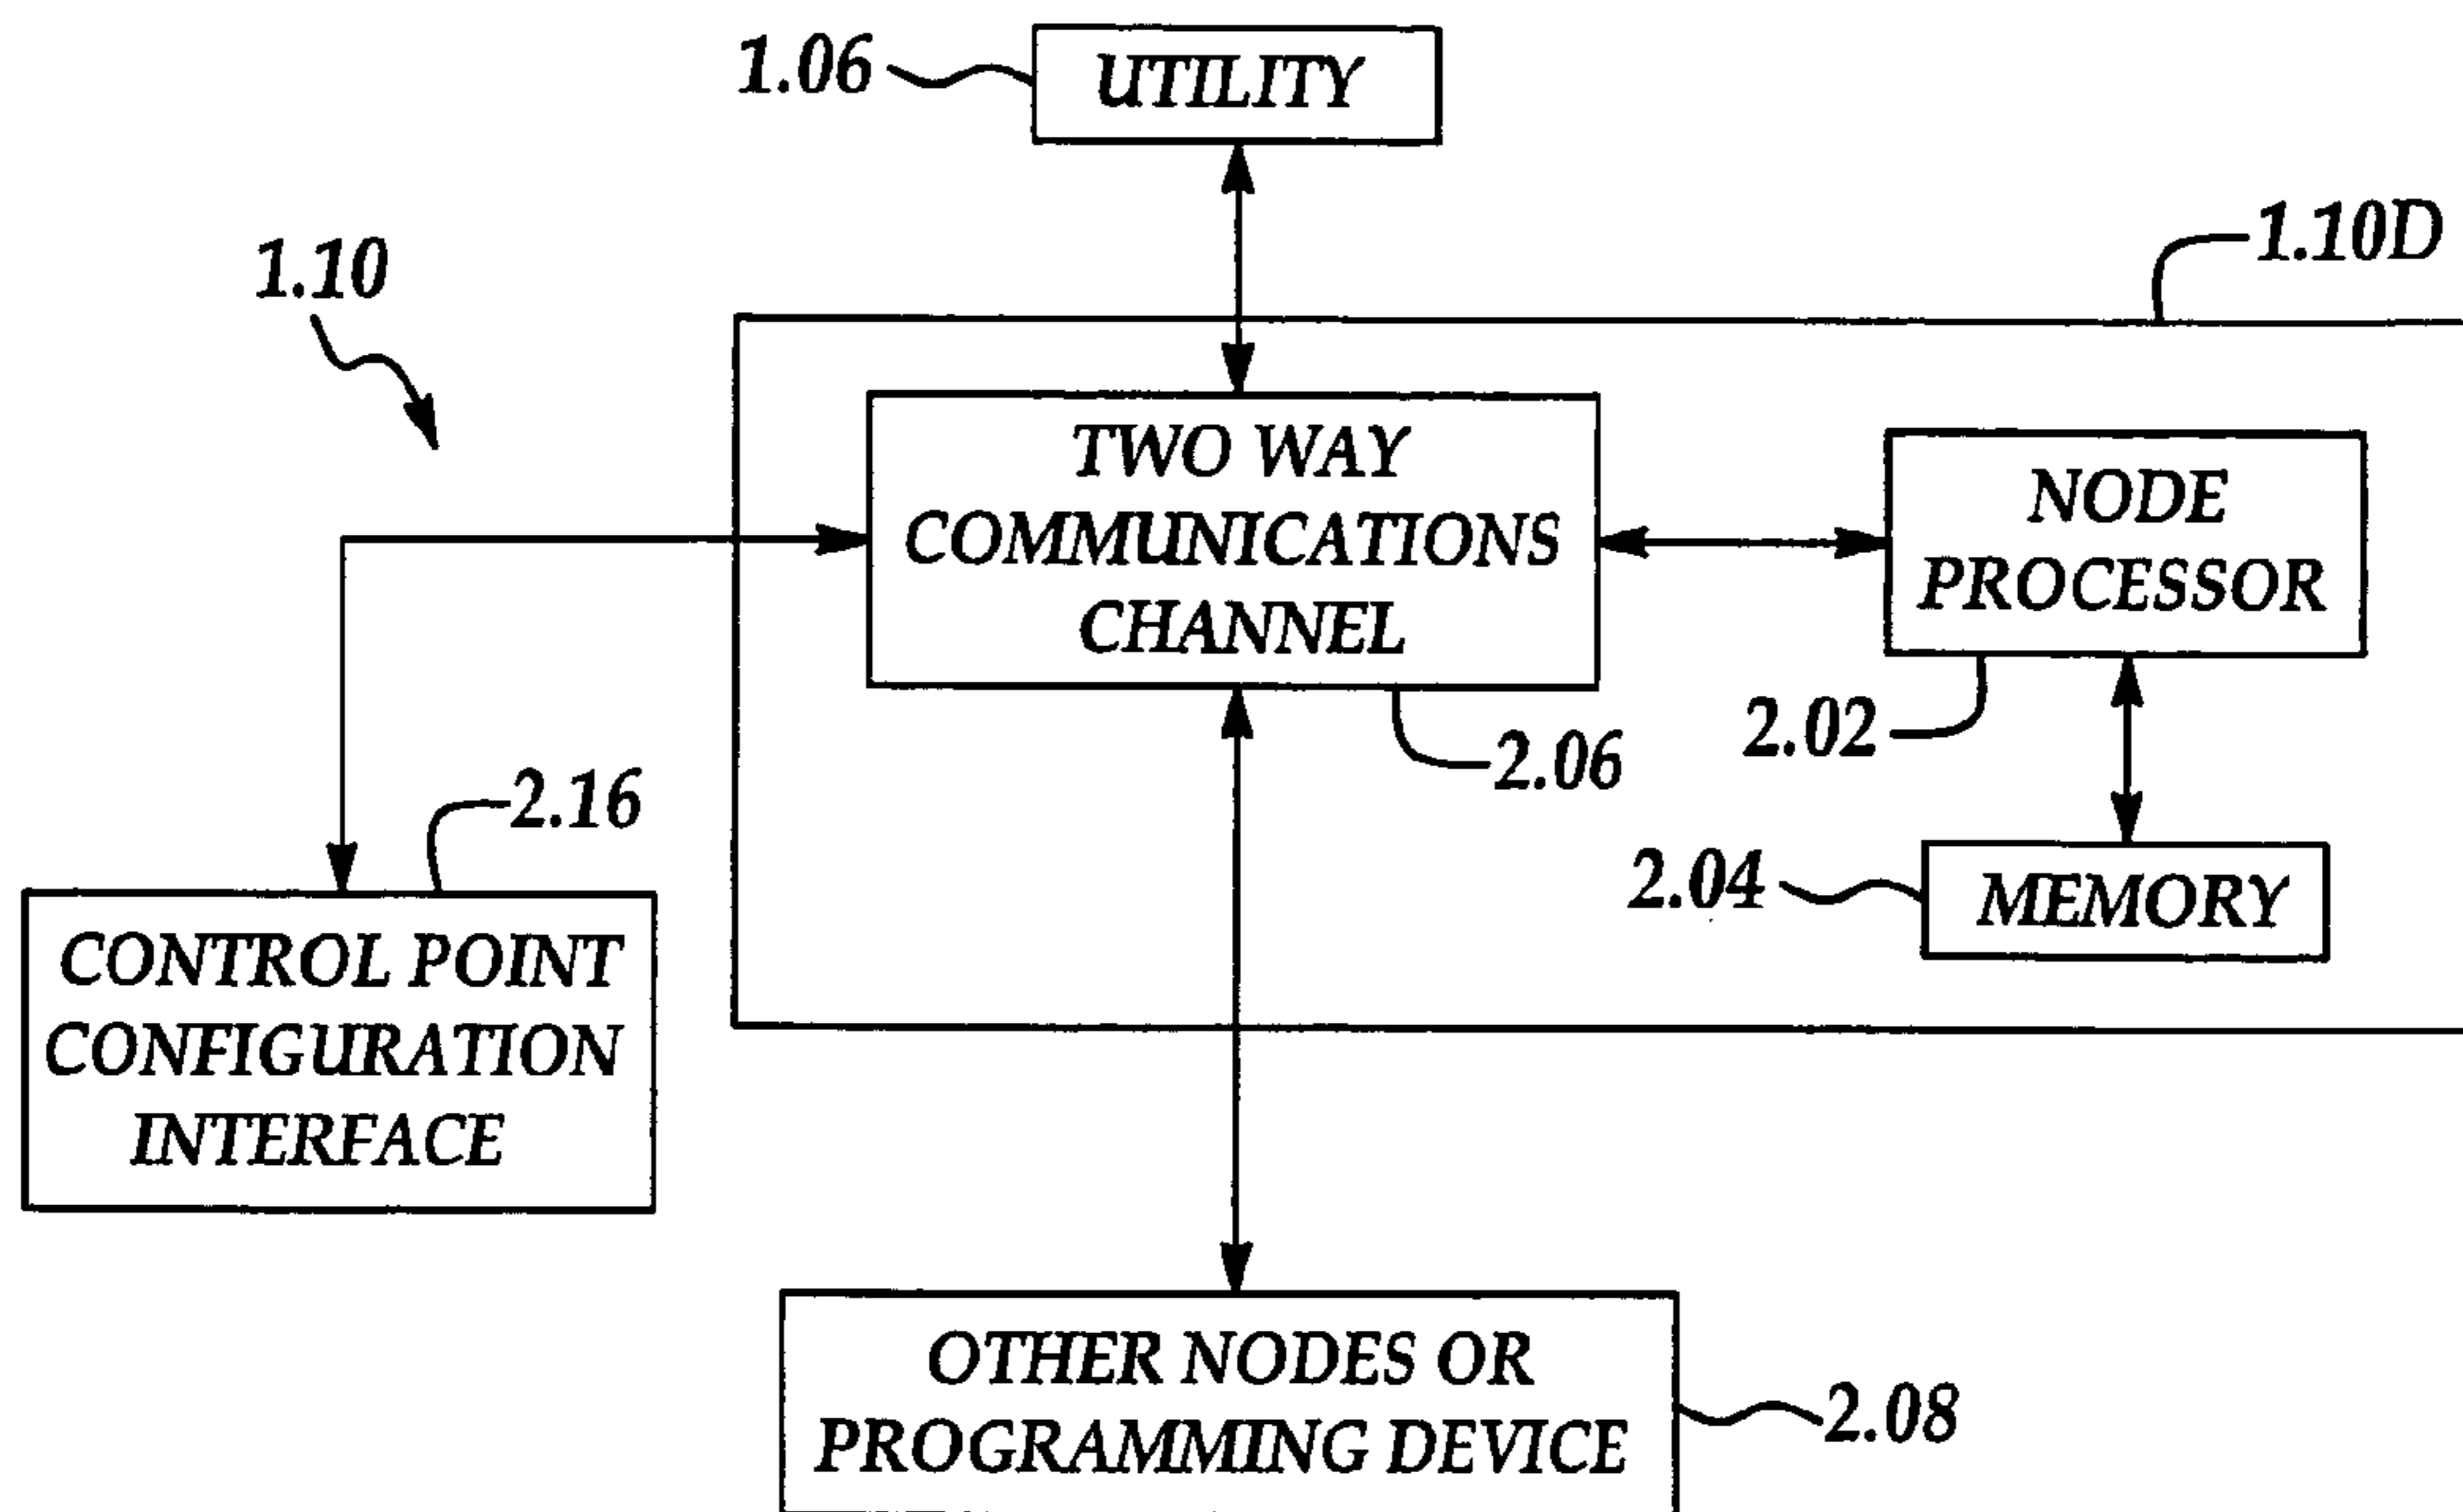 1.06
UTILITY
1.10
1.10D
TWO WAY
COMMUNICATIONS
CHANNEL
NODE
PROCESSOR
2.02
2.06
2.16
2.04
MEMORY
CONTROL POINT
CONFIGURATION
INTERFACE
OTHER NODES OR
PROGRAMMING DEVICE
2.08